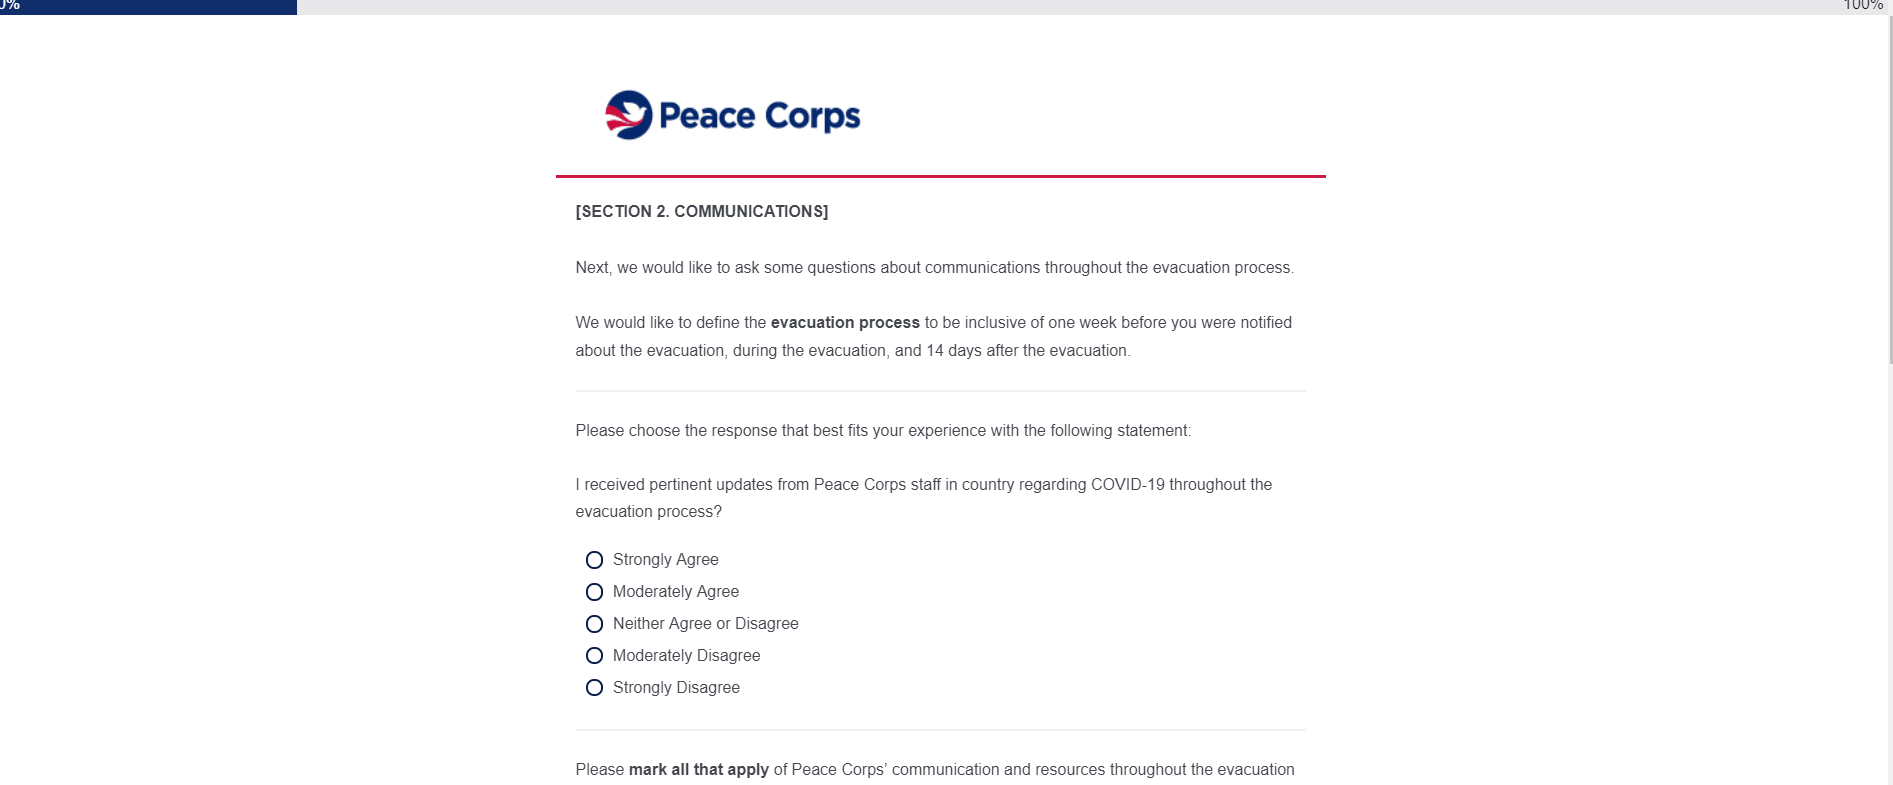 0%
100%
Peace Corps
[SECTION 2. COMMUNICATIONS]
Next, we would like to ask some questions about communications throughout the evacuation process.
We would like to define the evacuation process to be inclusive of one week before you were notified
about the evacuation, during the evacuation, and 14 days after the evacuation.
Please choose the response that best fits your experience with the following statement:
I received pertinent updates from Peace Corps staff in country regarding COVID-19 throughout the
evacuation process?
Strongly Agree
Moderately Agree
Neither Agree or Disagree
Moderately Disagree
Strongly Disagree
Please mark all that apply of Peace Corps’ communication and resources throughout the evacuation